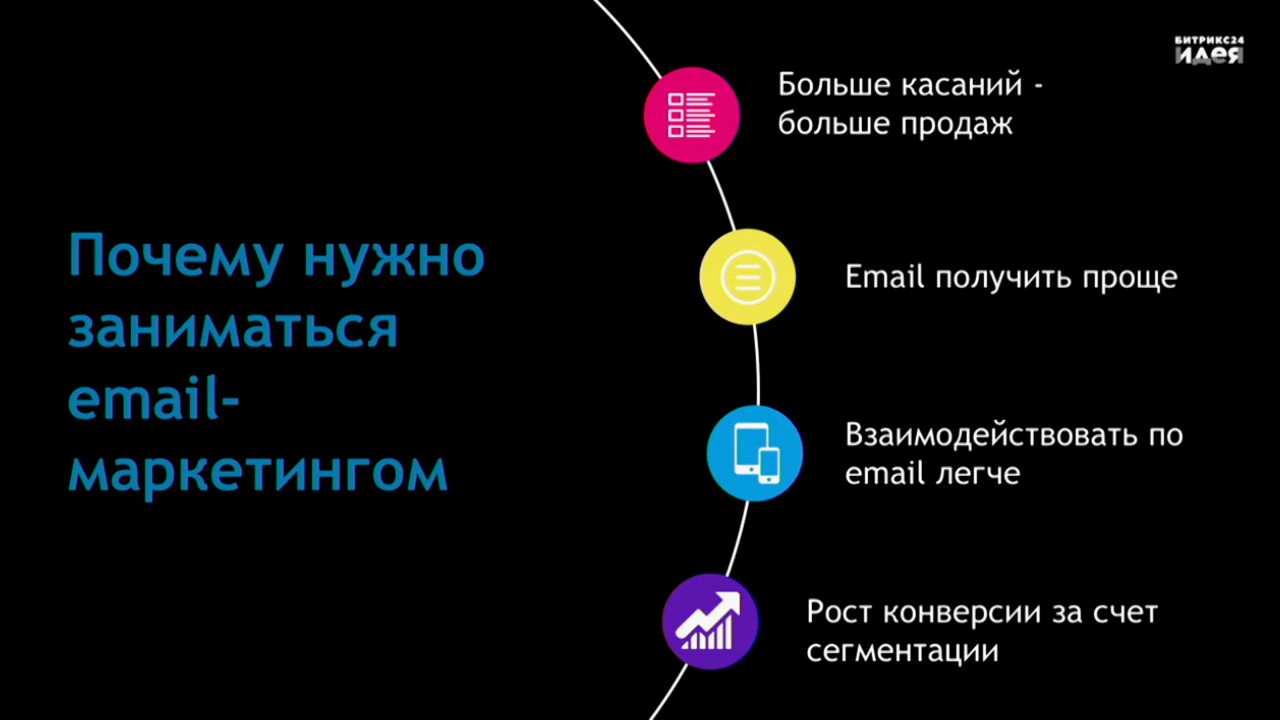 БИТРИКС24
идея
Почему нужно
заниматься
email-
маркетингом
Больше касаний -
больше продаж
Email получить проще
Взаимодействовать по
email легче
Рост конверсии за счет
сегментации